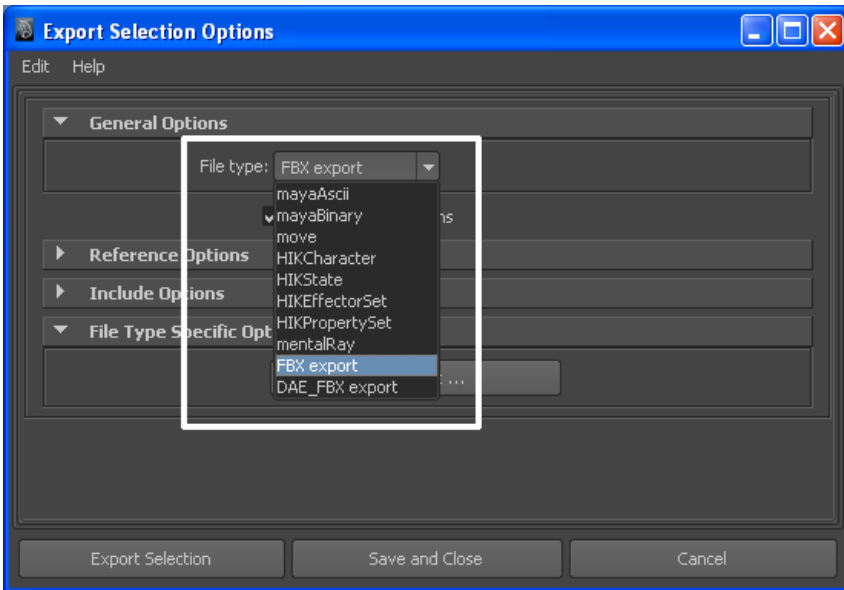 Export Selection Options
Edit Help
General Options
File type: FBX export
mayaAscii
mayaBinary
ns
move
Reference Options
HIKCharacter
HIKState
Include Options
HIKEffectorSet
HIKPropertySet
File Type Specific Opt
mentalRay
FBX export
...
DAE_FBX export
Export Selection Save and Close Cancel